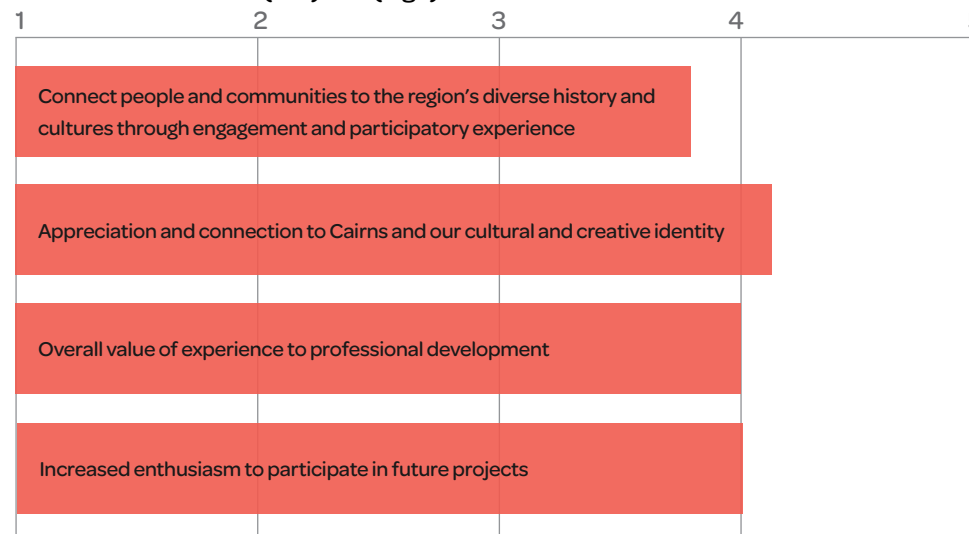 1 2 3 4
Connect people and communities to the region’s diverse history and
cultures through engagement and participatory experience
Appreciation and connection to Cairns and our cultural and creative identity
Overall value of experience to professional development
Increased enthusiasm to participate in future projects